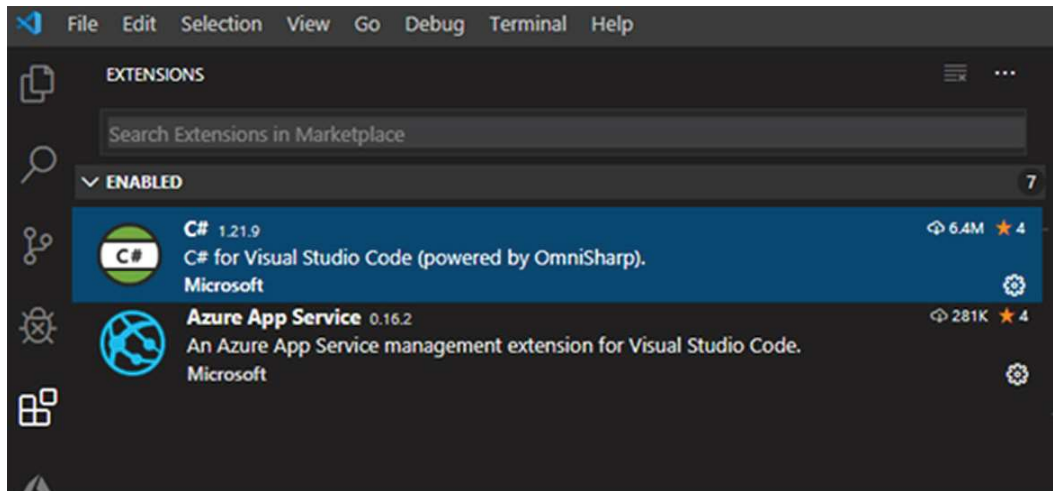 File Edit Selection View Go Debug Terminal Help
EXTENSIONS
Search Extensions in Marketplace
ENABLED 7
C# 1.21.9 6.4M 4
C# C# for Visual Studio Code (powered by OmniSharp).
Microsoft
Azure App Service 0.16.2 281K 4
An Azure App Service management extension for Visual Studio Code.
Microsoft